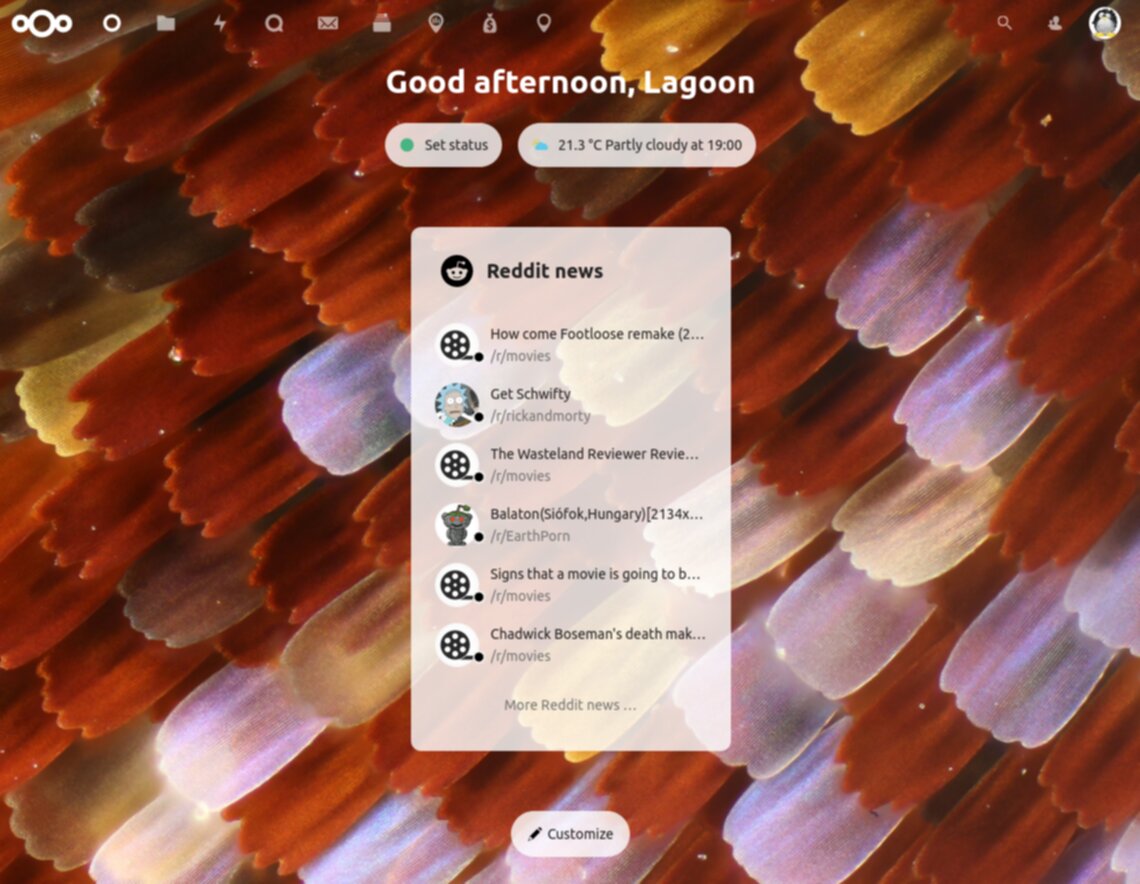 Good afternoon, Lagoon
Set status
21.3 °C Partly cloudy at 19:00
Reddit news
How come Footloose remake (2…
/r/movies
Get Schwifty
/r/rickandmorty
The Wasteland Reviewer Revie…
/r/movies
Balaton(Siófok,Hungary)[2134x…
/r/EarthPorn
Signs that a movie is going to b…
/r/movies
Chadwick Boseman's death mak…
/r/movies
More Reddit news …
Customize